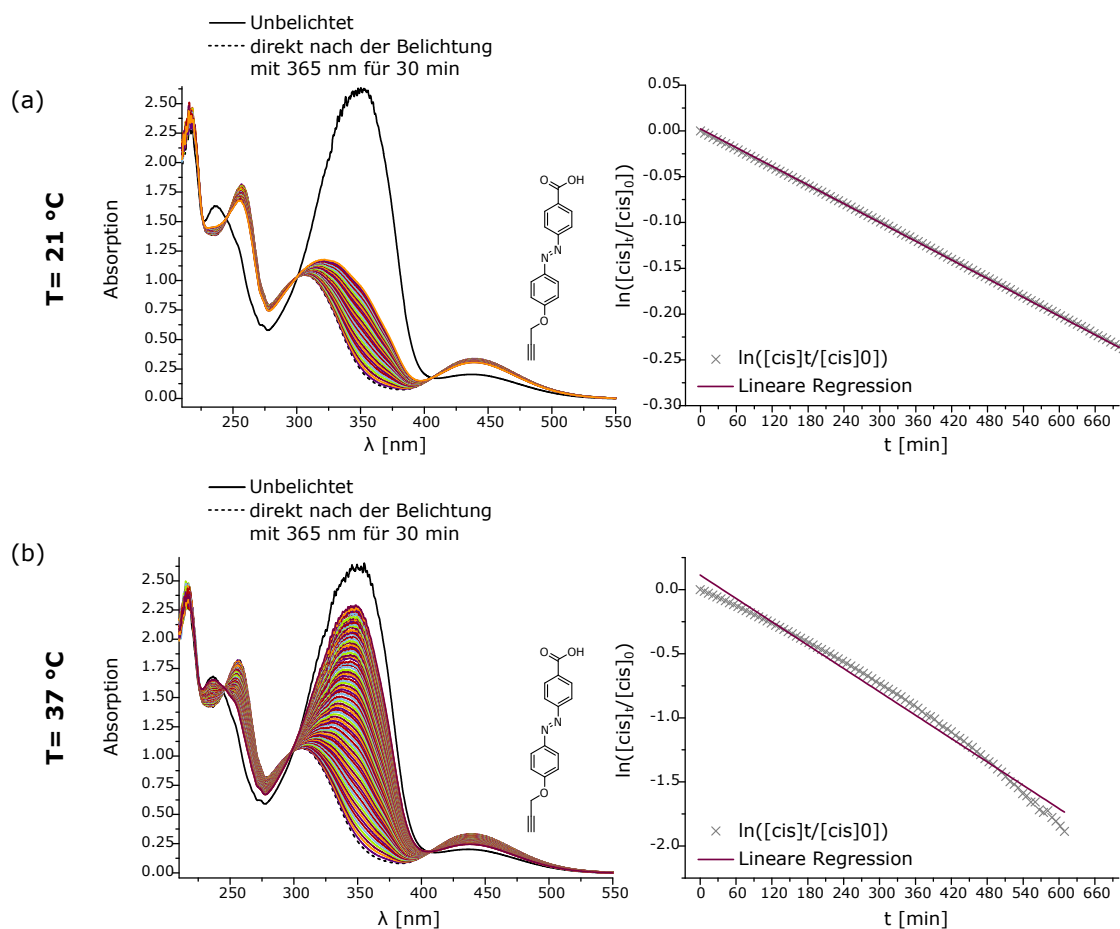 Unbelichtet
direkt nach der Belichtung
mit 365 nm für 30 min
(a)
T= 21 °C
Absorption
2.50
2.25
2.00
1.75
1.50
1.25
1.00
0.75
0.50
0.25
0.00
250 300 350 400 450 500 550
λ [nm]
O OH
N N
O
ln([cis]t/[cis]0])
0.05
0.00
-0.05
-0.10
-0.15
-0.20
-0.25
-0.30
ln([cis]t/[cis]0])
Lineare Regression
0 60 120 180 240 300 360 420 480 540 600 660
t [min]
Unbelichtet
direkt nach der Belichtung
mit 365 nm für 30 min
(b)
T= 37 °C
Absorption
2.50
2.25
2.00
1.75
1.50
1.25
1.00
0.75
0.50
0.25
0.00
250 300 350 400 450 500 550
λ [nm]
O OH
N N
O
ln([cis]t/[cis]0)
0.0
-0.5
-1.0
-1.5
-2.0
ln([cis]t/[cis]0])
Lineare Regression
0 60 120 180 240 300 360 420 480 540 600 660
t [min]